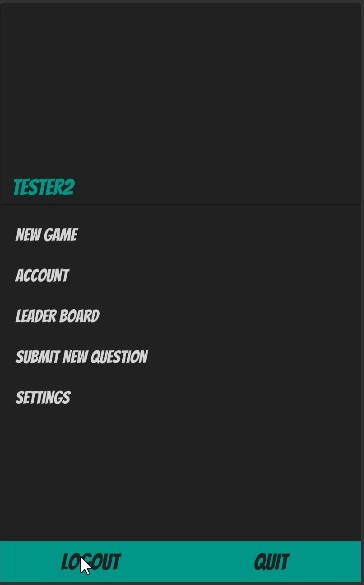 TESTER2
NEW GAME
ACCOUNT
LEADER BOARD
SUBMIT NEW QUESTION
SETTINGS
LOGOUT QUIT